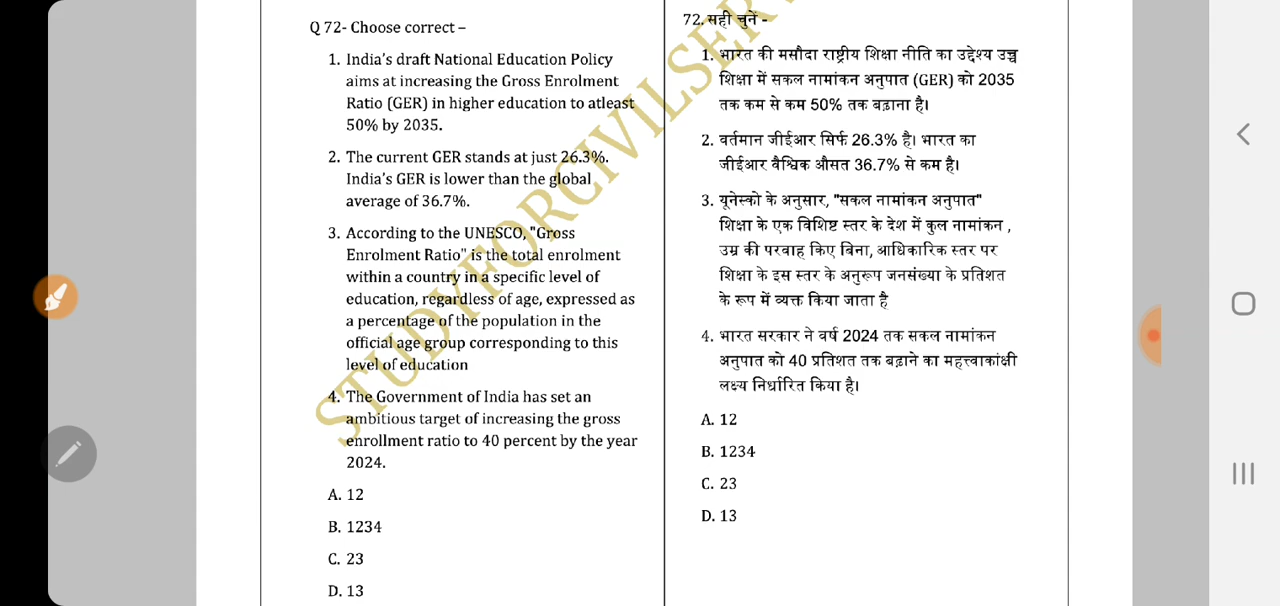 Q 72- Choose correct –
1. India's draft National Education Policy
aims at increasing the Gross Enrolment
Ratio (GER) in higher education to atleast
50% by 2035.
2. The current GER stands at just 26.3%.
India's GER is lower than the global
average of 36.7%.
3. According to the UNESCO, "Gross
Enrolment Ratio" is the total enrolment
within a country in a specific level of
education, regardless of age, expressed as
a percentage of the population in the
official age group corresponding to this
level of education
4. The Government of India has set an
ambitious target of increasing the gross
enrollment ratio to 40 percent by the year
2024.
A. 12
B. 1234
C. 23
D. 13
72. सही चुनें -
1. भारत की मसौदा राष्ट्रीय शिक्षा नीति का उद्देश्य उच्च
शिक्षा में सकल नामांकन अनुपात (GER) को 2035
तक कम से कम 50% तक बढ़ाना है।
2. वर्तमान जीईआर सिर्फ 26.3% है। भारत का
जीईआर वैश्विक औसत 36.7% से कम है।
3. यूनेस्को के अनुसार, "सकल नामांकन अनुपात"
शिक्षा के एक विशिष्ट स्तर के देश में कुल नामांकन ,
उम्र की परवाह किए बिना, आधिकारिक स्तर पर
शिक्षा के इस स्तर के अनुरूप जनसंख्या के प्रतिशत
के रूप में व्यक्त किया जाता है
4. भारत सरकार ने वर्ष 2024 तक सकल नामांकन
अनुपात को 40 प्रतिशत तक बढ़ाने का महत्त्वाकांक्षी
लक्ष्य निर्धारित किया है।
A. 12
B. 1234
C. 23
D. 13
STUDYFORCIVILSERV